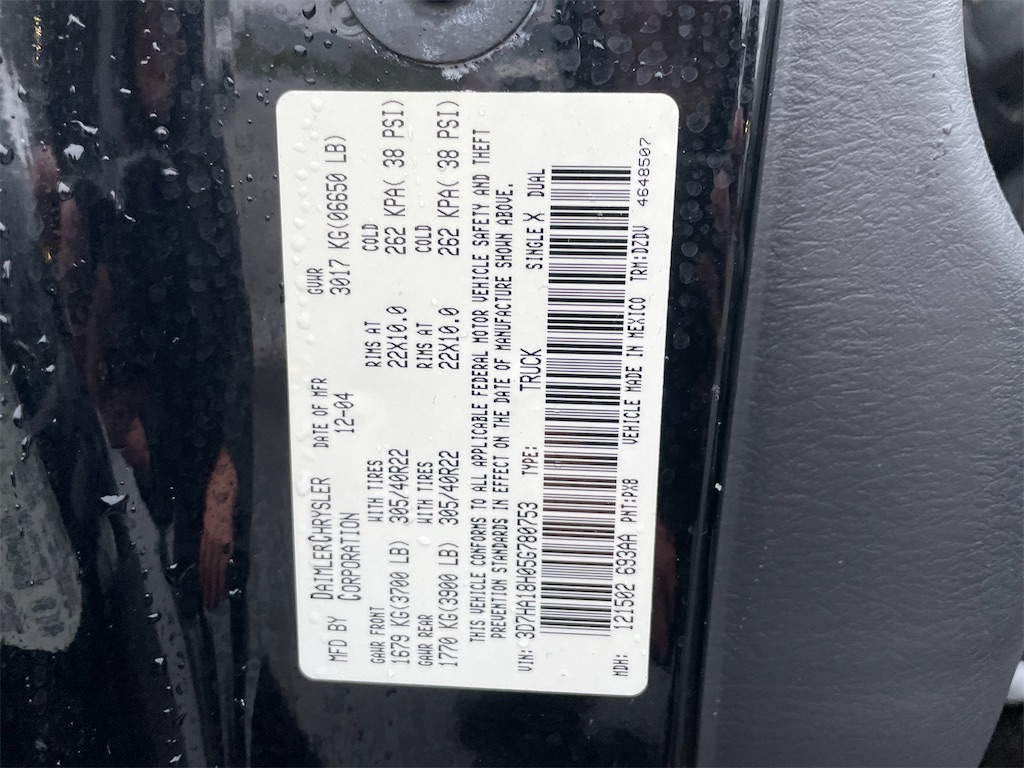 MFD BY DAIMLERCHRYSLER DATE OF MFR GVWR
CORPORATION 12-04 3017 KG(06650 LB)
GAWR FRONT WITH TIRES RIMS AT COLD
1679 KG(3700 LB) 305/40R22 22X10.0 262 KPA( 38 PSI)
GAWR REAR WITH TIRES RIMS AT COLD
1770 KG(3900 LB) 305/40R22 22X10.0 262 KPA( 38 PSI)
THIS VEHICLE CONFORMS TO ALL APPLICABLE FEDERAL MOTOR VEHICLE SAFETY AND THEFT
PREVENTION STANDARDS IN EFFECT ON THE DATE OF MANUFACTURE SHOWN ABOVE.
VIN: 3D7HA18H05G780753 TYPE: TRUCK SINGLE X DUAL
MDH: 121502 693AA PNT:PX8 VEHICLE MADE IN MEXICO TRM:DZDV 4648507